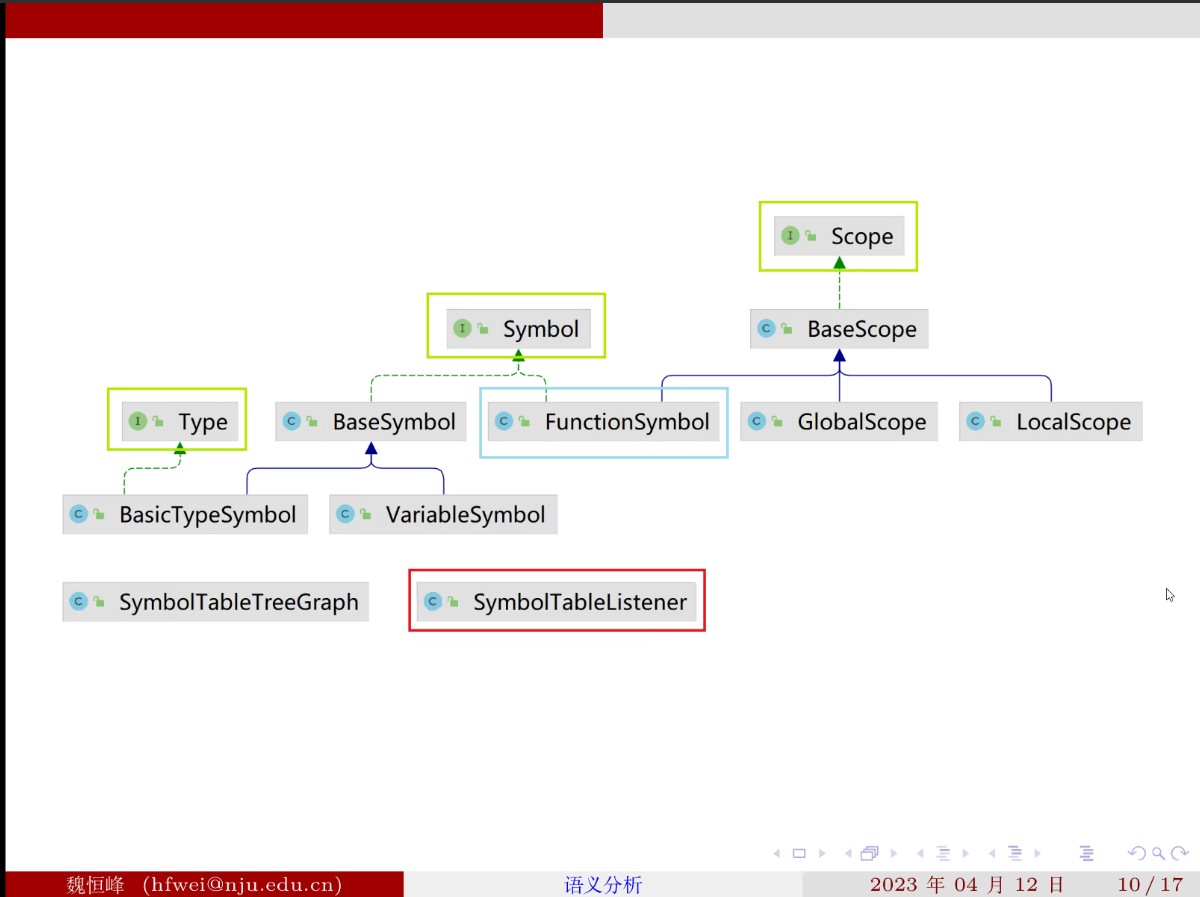 I Scope
I Symbol
C BaseScope
I Type
C BaseSymbol
C FunctionSymbol
C GlobalScope
C LocalScope
C BasicTypeSymbol
C VariableSymbol
C SymbolTableTreeGraph
C SymbolTableListener
魏恒峰 (hfwei@nju.edu.cn)
语义分析
2023 年 04 月 12 日
10 / 17